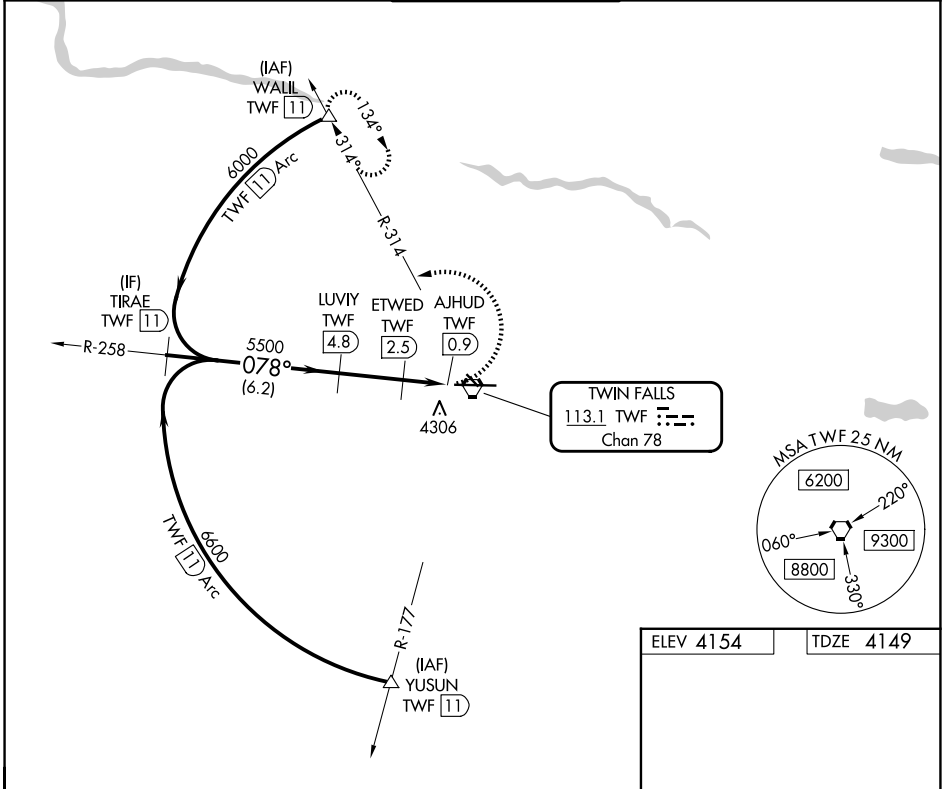 (IAF)
WALIL
TWF 11
134°
314°
6000
TWF 11 Arc
R-314
(IF)
TIRAE
TWF 11
LUVIY
TWF
4.8
ETWED
TWF
2.5
AJHUD
TWF
0.9
R-258
5500
078°
(6.2)
4306
TWIN FALLS
113.1 TWF
Chan 78
MSA TWF 25 NM
6200
220°
060°
9300
8800
330°
6600
TWF 11 Arc
R-177
(IAF)
YUSUN
TWF 11
ELEV 4154
TDZE 4149